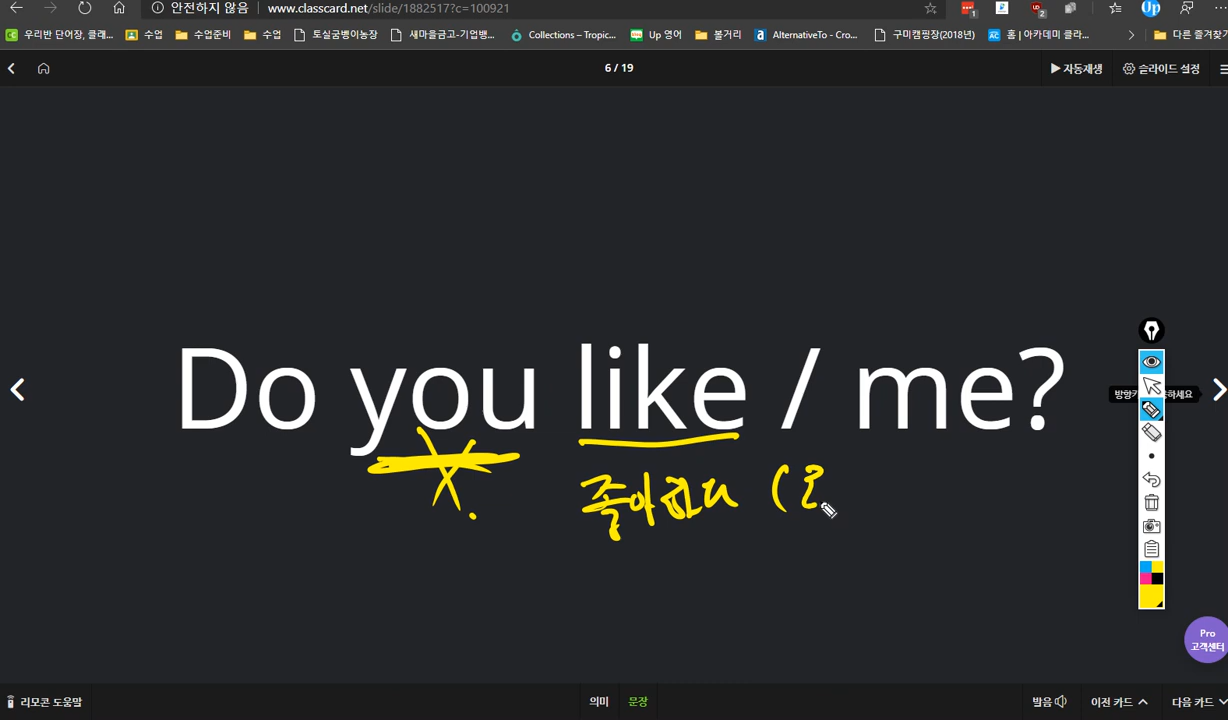 안전하지 않음 www.classcard.net/slide/1882517?c=100921
우리반 단어장, 클래... 수업 수업준비 수업 토실굼벵이농장 새마을금고-기업뱅... Collections – Tropic... Up 영어 볼거리 AlternativeTo - Cro... 구미캠핑장(2018년) 홈 | 아카데미 클라... 다른 즐겨찾기
6 / 19 자동재생 슬라이드 설정
Do you like / me?
Pro
고객센터
리모콘 도움말 의미 문장 발음 이전 카드 다음 카드